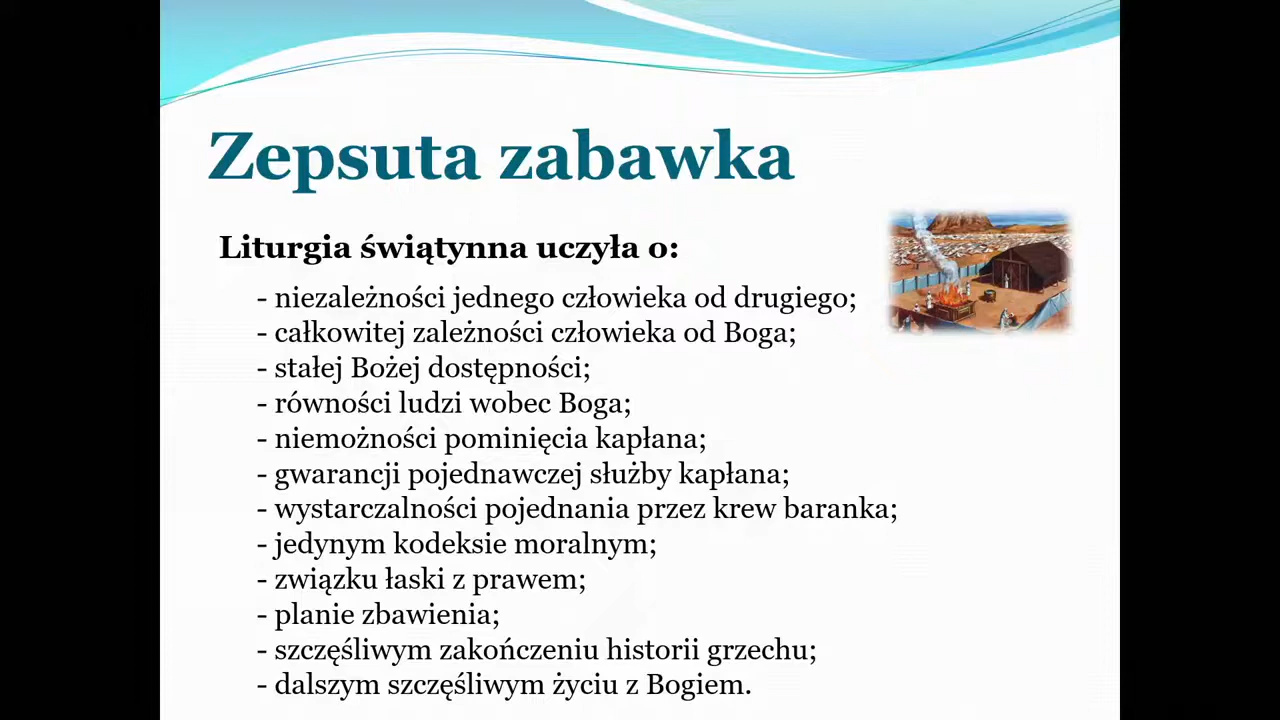 Zepsuta zabawka
Liturgia świątynna uczyła o:
- niezależności jednego człowieka od drugiego;
- całkowitej zależności człowieka od Boga;
- stałej Bożej dostępności;
- równości ludzi wobec Boga;
- niemożności pominięcia kapłana;
- gwarancji pojednawczej służby kapłana;
- wystarczalności pojednania przez krew baranka;
- jedynym kodeksie moralnym;
- związku łaski z prawem;
- planie zbawienia;
- szczęśliwym zakończeniu historii grzechu;
- dalszym szczęśliwym życiu z Bogiem.